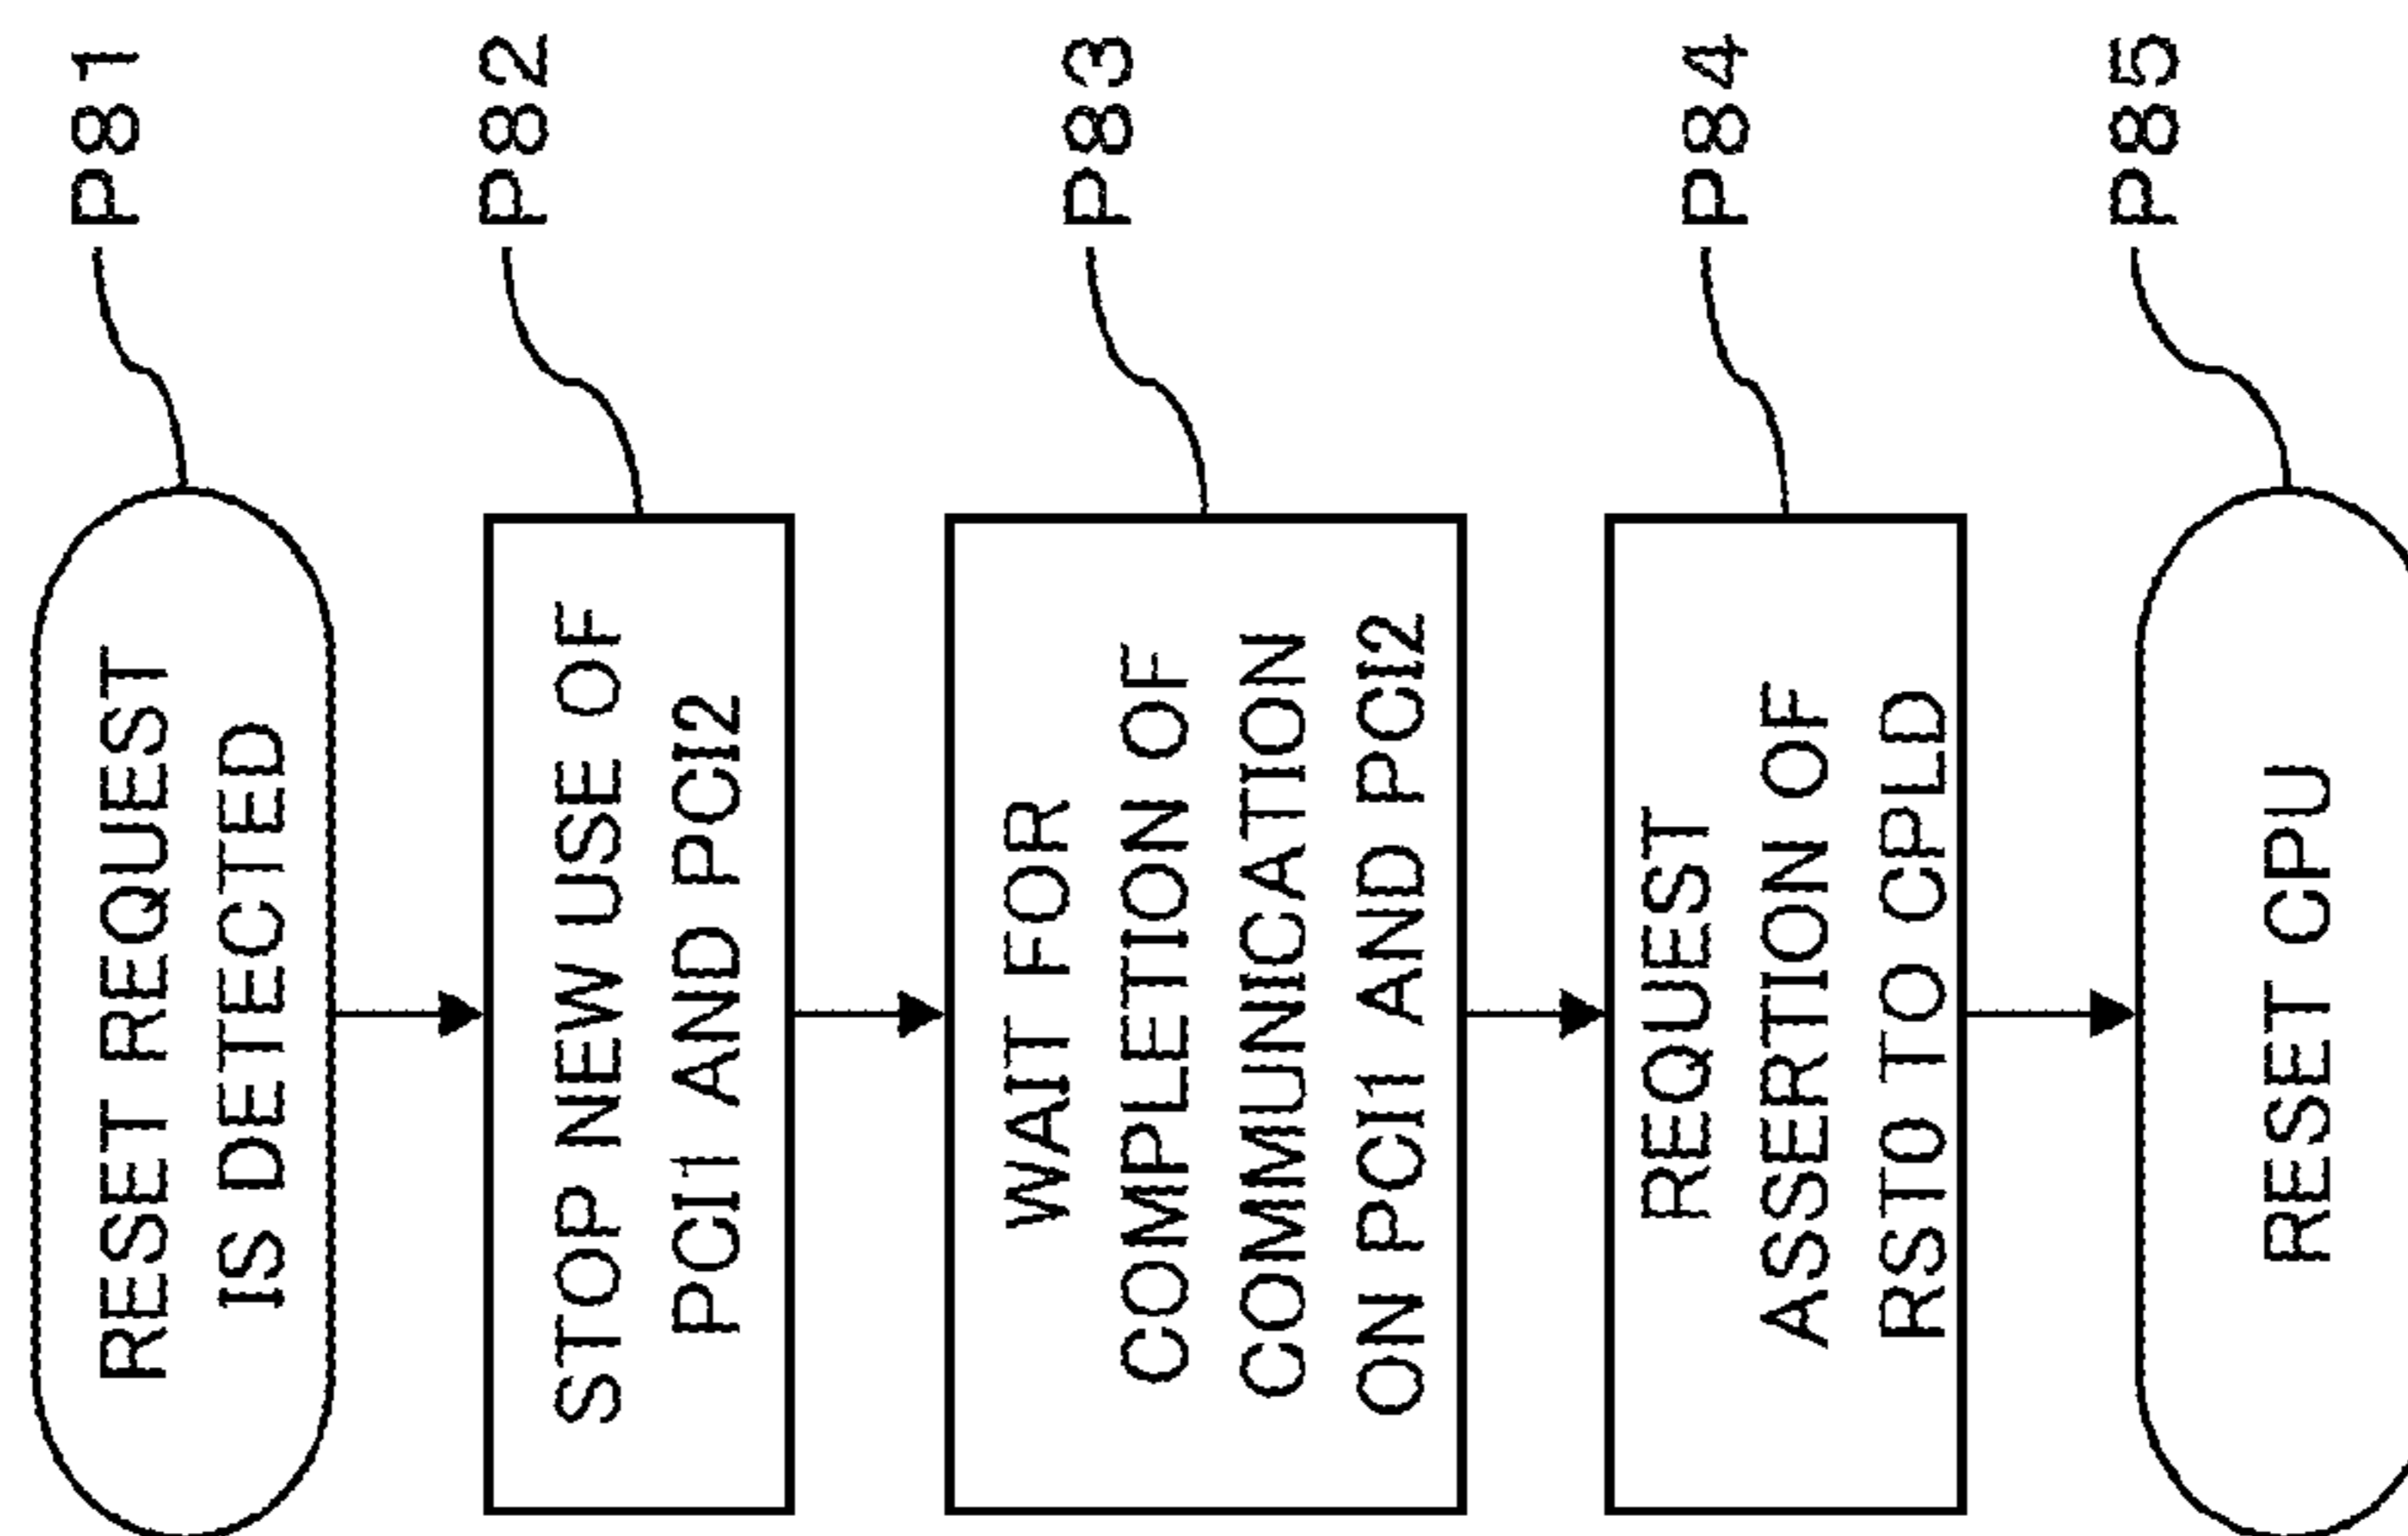 RESET REQUEST
IS DETECTED
P81
STOP NEW USE OF
PCI1 AND PCI2
P82
WAIT FOR
COMPLETION OF
COMMUNICATION
ON PCI1 AND PCI2
P83
REQUEST
ASSERTION OF
RST0 TO CPLD
P84
RESET CPU
P85